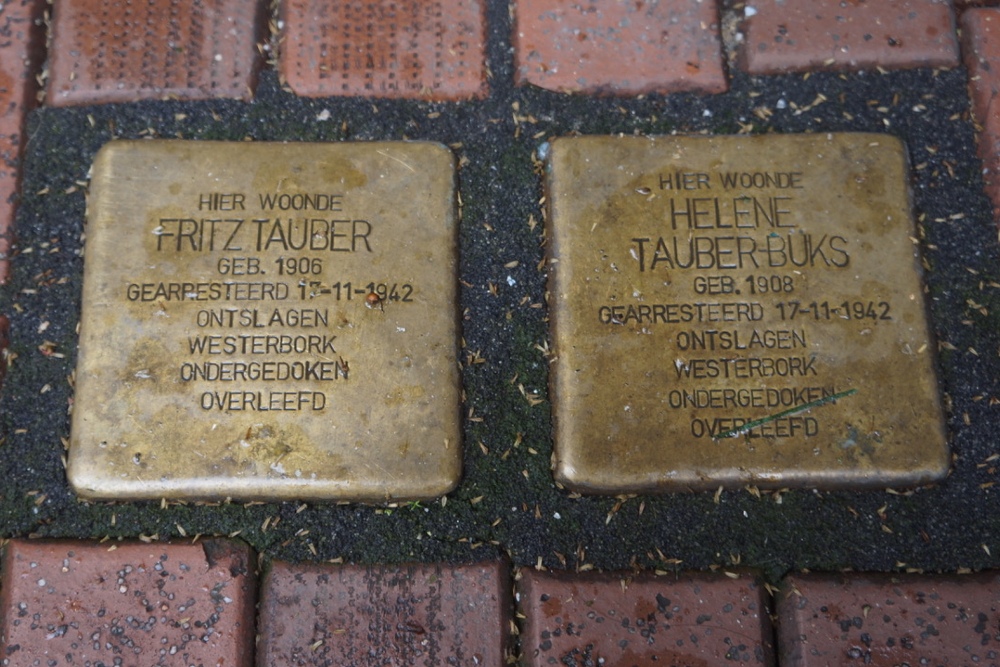 HIER WOONDE
FRITZ TAUBER
GEB. 1906
GEARRESTEERD 17-11-1942
ONTSLAGEN
WESTERBORK
ONDERGEDOKEN
OVERLEEFD
HIER WOONDE
HELENE
TAUBER-BUKS
GEB. 1908
GEARRESTEERD 17-11-1942
ONTSLAGEN
WESTERBORK
ONDERGEDOKEN
OVERLEEFD